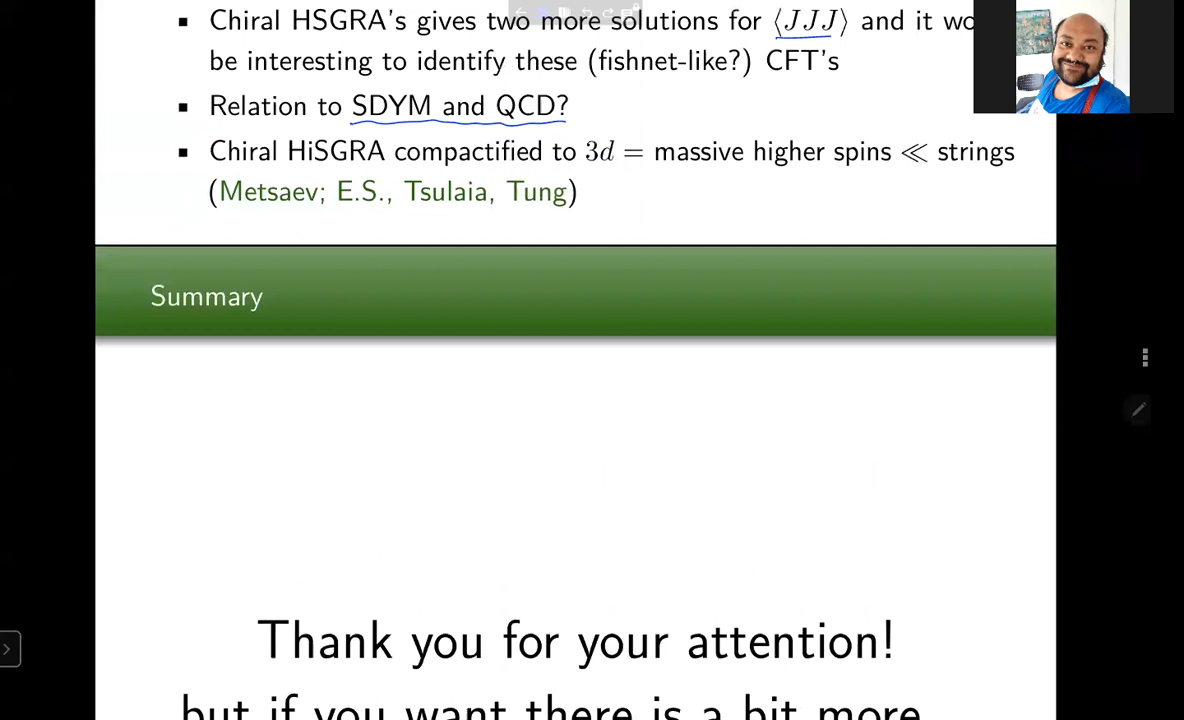 ▪ Chiral HSGRA's gives two more solutions for ⟨JJJ⟩ and it wo
be interesting to identify these (fishnet-like?) CFT's
▪ Relation to SDYM and QCD?
▪ Chiral HiSGRA compactified to 3d = massive higher spins ≪ strings
(Metsaev; E.S., Tsulaia, Tung)
Summary
Thank you for your attention!
but if you want there is a bit more